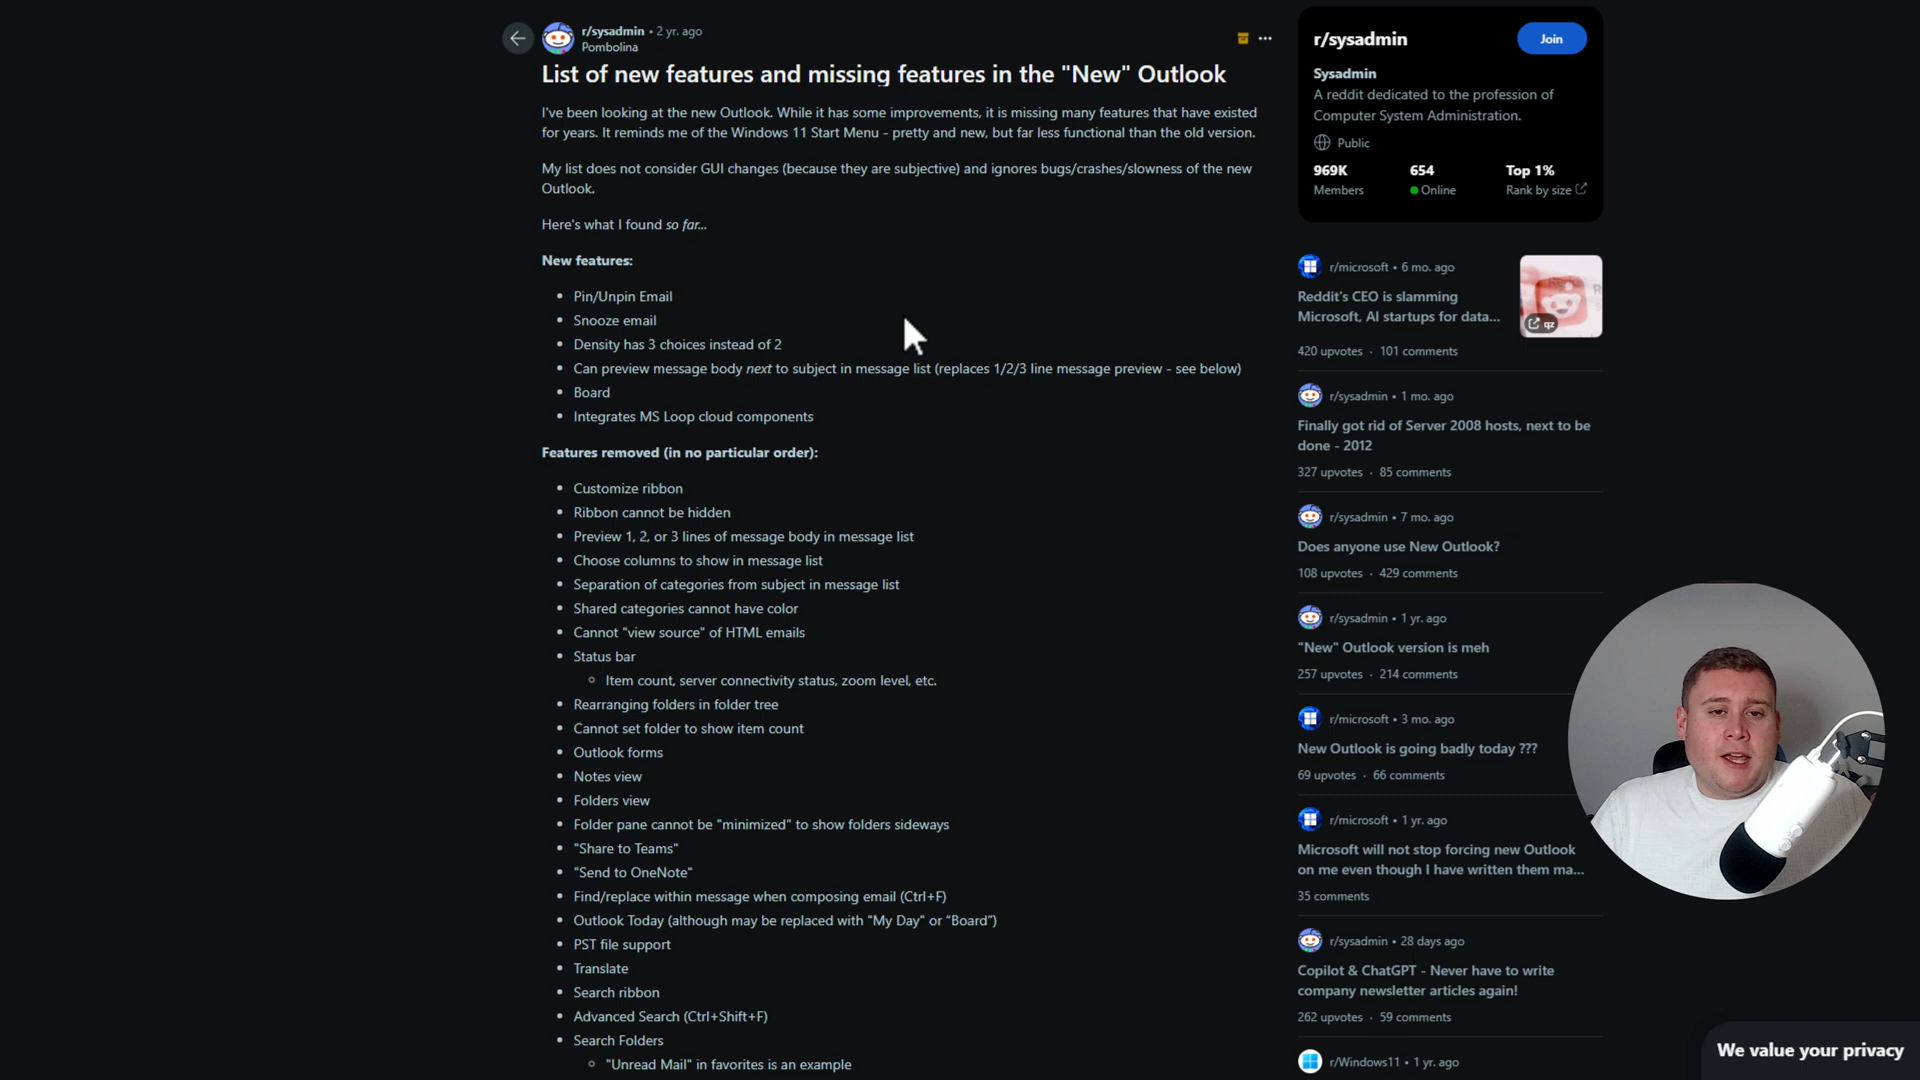 r/sysadmin • 2 yr. ago
Pombolina
List of new features and missing features in the "New" Outlook
I've been looking at the new Outlook. While it has some improvements, it is missing many features that have existed
for years. It reminds me of the Windows 11 Start Menu - pretty and new, but far less functional than the old version.
My list does not consider GUI changes (because they are subjective) and ignores bugs/crashes/slowness of the new
Outlook.
Here's what I found so far...
New features:
• Pin/Unpin Email
• Snooze email
• Density has 3 choices instead of 2
• Can preview message body next to subject in message list (replaces 1/2/3 line message preview - see below)
• Board
• Integrates MS Loop cloud components
Features removed (in no particular order):
• Customize ribbon
• Ribbon cannot be hidden
• Preview 1, 2, or 3 lines of message body in message list
• Choose columns to show in message list
• Separation of categories from subject in message list
• Shared categories cannot have color
• Cannot "view source" of HTML emails
• Status bar
◦ Item count, server connectivity status, zoom level, etc.
• Rearranging folders in folder tree
• Cannot set folder to show item count
• Outlook forms
• Notes view
• Folders view
• Folder pane cannot be "minimized" to show folders sideways
• "Share to Teams"
• "Send to OneNote"
• Find/replace within message when composing email (Ctrl+F)
• Outlook Today (although may be replaced with "My Day" or "Board")
• PST file support
• Translate
• Search ribbon
• Advanced Search (Ctrl+Shift+F)
• Search Folders
◦ "Unread Mail" in favorites is an example
r/sysadmin
Join
Sysadmin
A reddit dedicated to the profession of
Computer System Administration.
Public
969K 654 Top 1%
Members Online Rank by size
r/microsoft • 6 mo. ago
Reddit's CEO is slamming
Microsoft, AI startups for data...
qz
420 upvotes · 101 comments
r/sysadmin • 1 mo. ago
Finally got rid of Server 2008 hosts, next to be
done - 2012
327 upvotes · 85 comments
r/sysadmin • 7 mo. ago
Does anyone use New Outlook?
108 upvotes · 429 comments
r/sysadmin • 1 yr. ago
"New" Outlook version is meh
257 upvotes · 214 comments
r/microsoft • 3 mo. ago
New Outlook is going badly today ???
69 upvotes · 66 comments
r/microsoft • 1 yr. ago
Microsoft will not stop forcing new Outlook
on me even though I have written them ma...
35 comments
r/sysadmin • 28 days ago
Copilot & ChatGPT - Never have to write
company newsletter articles again!
262 upvotes · 59 comments
r/Windows11 • 1 yr. ago
We value your privacy